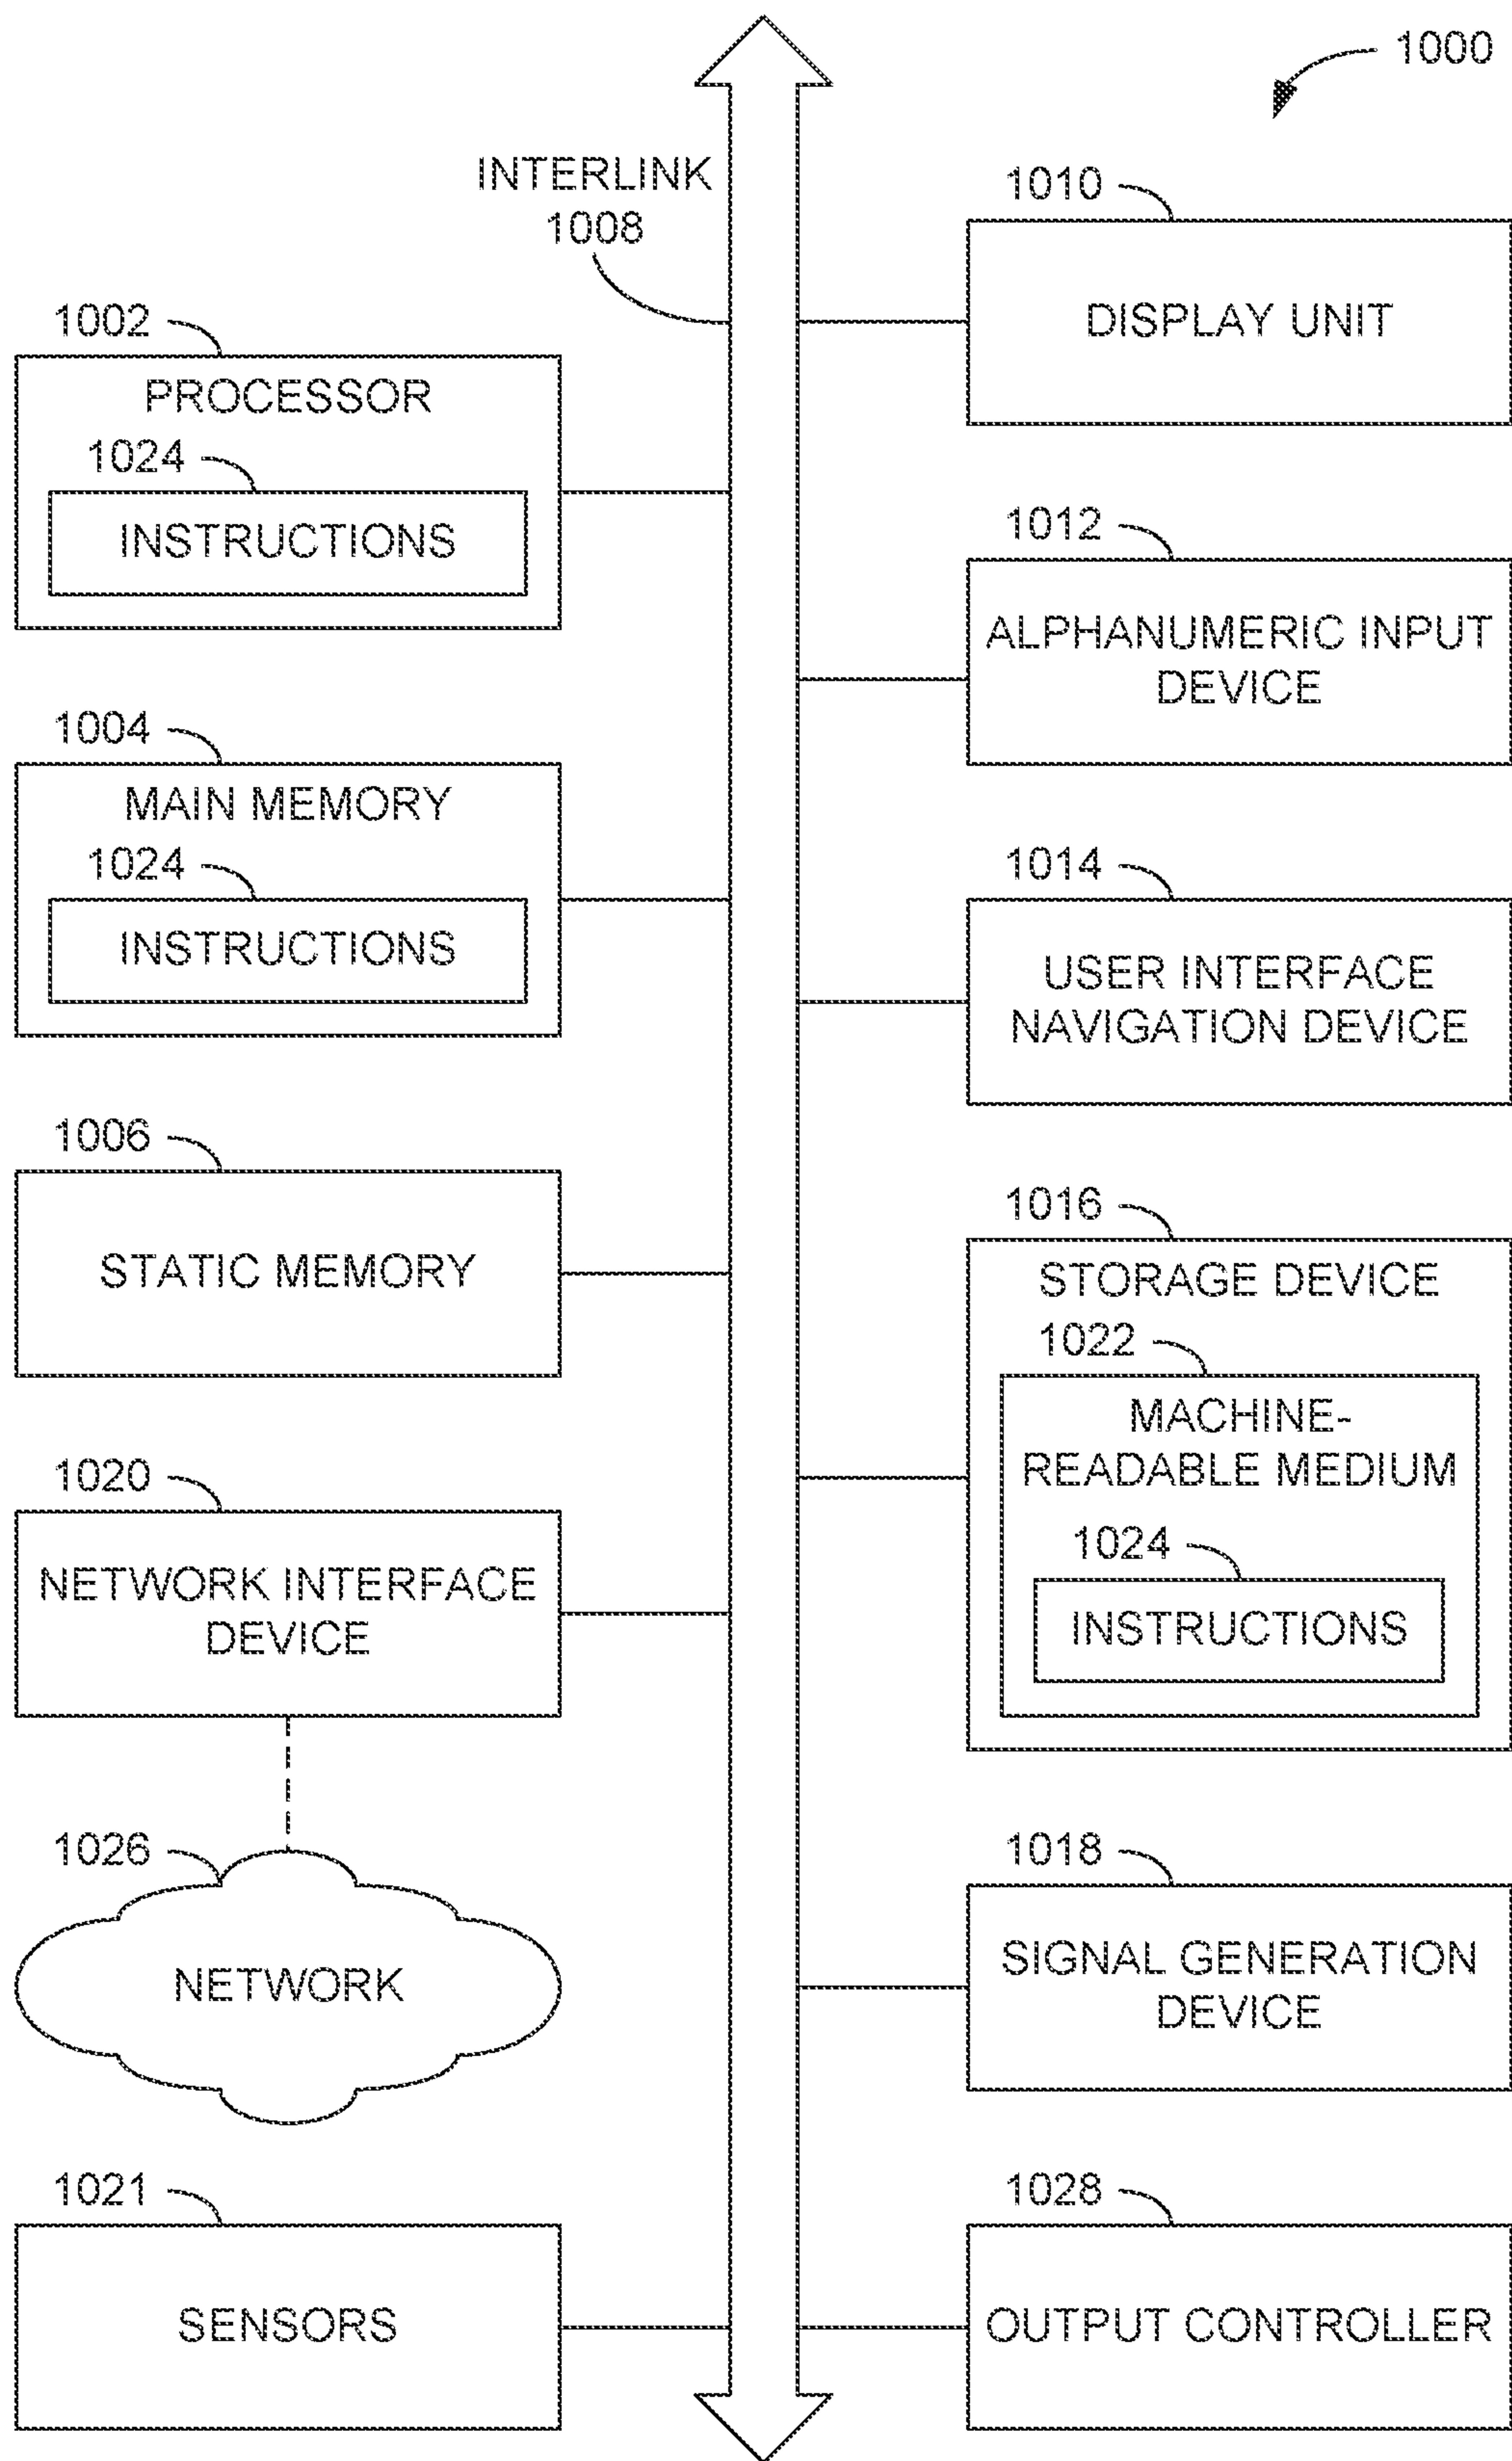 1000
INTERLINK
1008
1002
PROCESSOR
1024
INSTRUCTIONS
1004
MAIN MEMORY
1024
INSTRUCTIONS
1006
STATIC MEMORY
1020
NETWORK INTERFACE
DEVICE
1026
NETWORK
1021
SENSORS
1010
DISPLAY UNIT
1012
ALPHANUMERIC INPUT
DEVICE
1014
USER INTERFACE
NAVIGATION DEVICE
1016
STORAGE DEVICE
1022
MACHINE-
READABLE MEDIUM
1024
INSTRUCTIONS
1018
SIGNAL GENERATION
DEVICE
1028
OUTPUT CONTROLLER